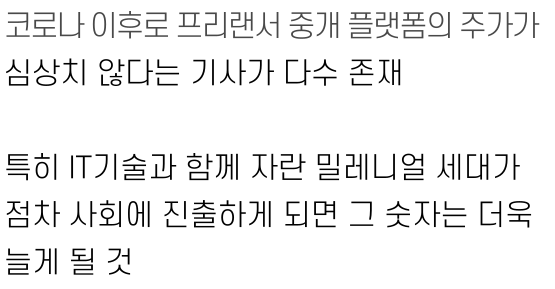 코로나 이후로 프리랜서 중개 플랫폼의 주가가
심상치 않다는 기사가 다수 존재
특히 IT기술과 함께 자란 밀레니얼 세대가
점차 사회에 진출하게 되면 그 숫자는 더욱
늘게 될 것